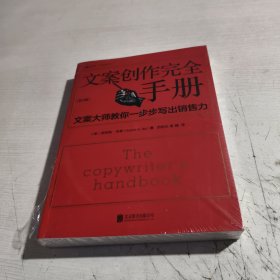 文案创作完全
手册
文案大师教你一步步写出销售力
The
copywriter's
handbook